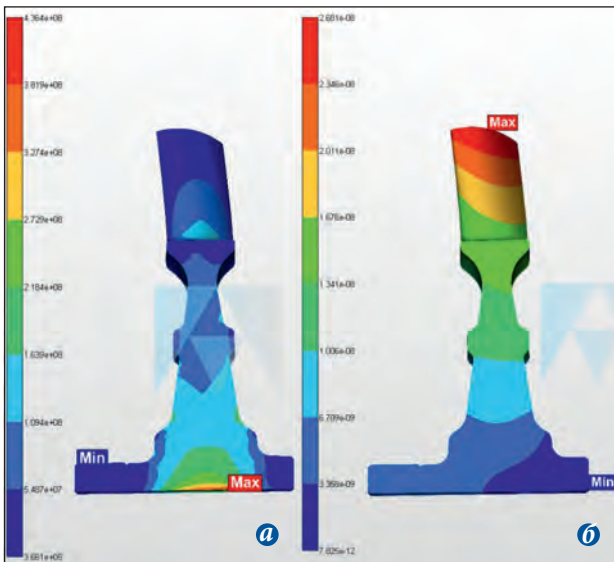 4.364e+08
3.819e+08
3.274e+08
2.729e+08
2.184e+08
1.639e+08
1.094e+08
5.487e+07
3.661e+05
Min
Max
а
2.681e-08
2.346e-08
2.011e-08
1.676e-08
1.341e-08
1.006e-08
6.709e-09
3.358e-09
7.625e-12
Max
Min
б